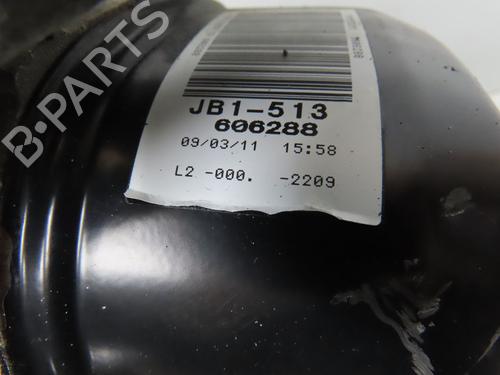 JB1-513
606288
09/03/11 15:58
L2 -000. -2209
B-PARTS